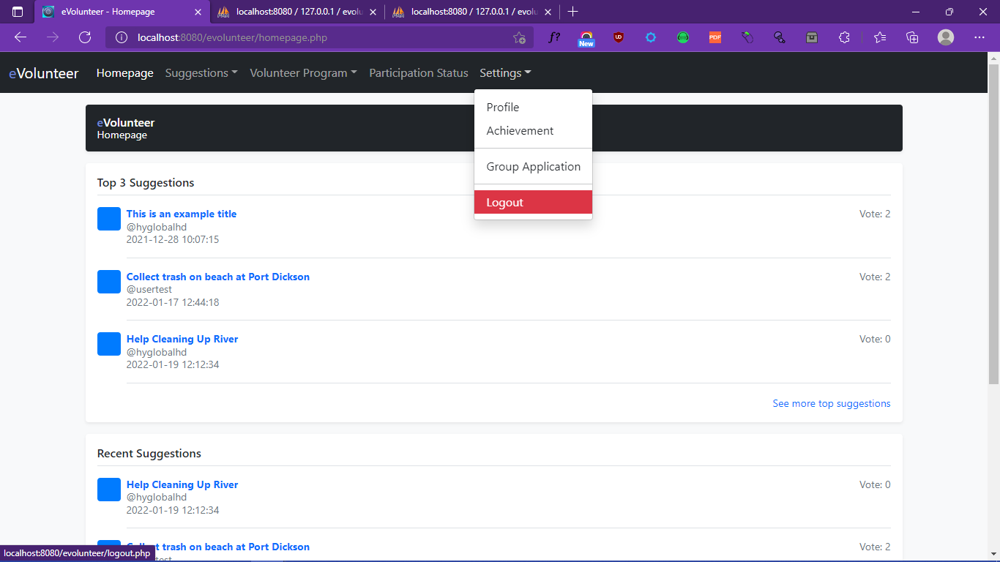 eVolunteer - Homepage
localhost:8080 / 127.0.0.1 / evolu
localhost:8080 / 127.0.0.1 / evolu
localhost:8080/evolunteer/homepage.php
f?
New
UD
PDF
eVolunteer Homepage Suggestions Volunteer Program Participation Status Settings
Profile
Achievement
Group Application
Logout
eVolunteer
Homepage
Top 3 Suggestions
This is an example title Vote: 2
@hyglobalhd
2021-12-28 10:07:15
Collect trash on beach at Port Dickson Vote: 2
@usertest
2022-01-17 12:44:18
Help Cleaning Up River Vote: 0
@hyglobalhd
2022-01-19 12:12:34
See more top suggestions
Recent Suggestions
Help Cleaning Up River Vote: 0
@hyglobalhd
2022-01-19 12:12:34
Collect trash on beach at Port Dickson Vote: 2
localhost:8080/evolunteer/logout.php